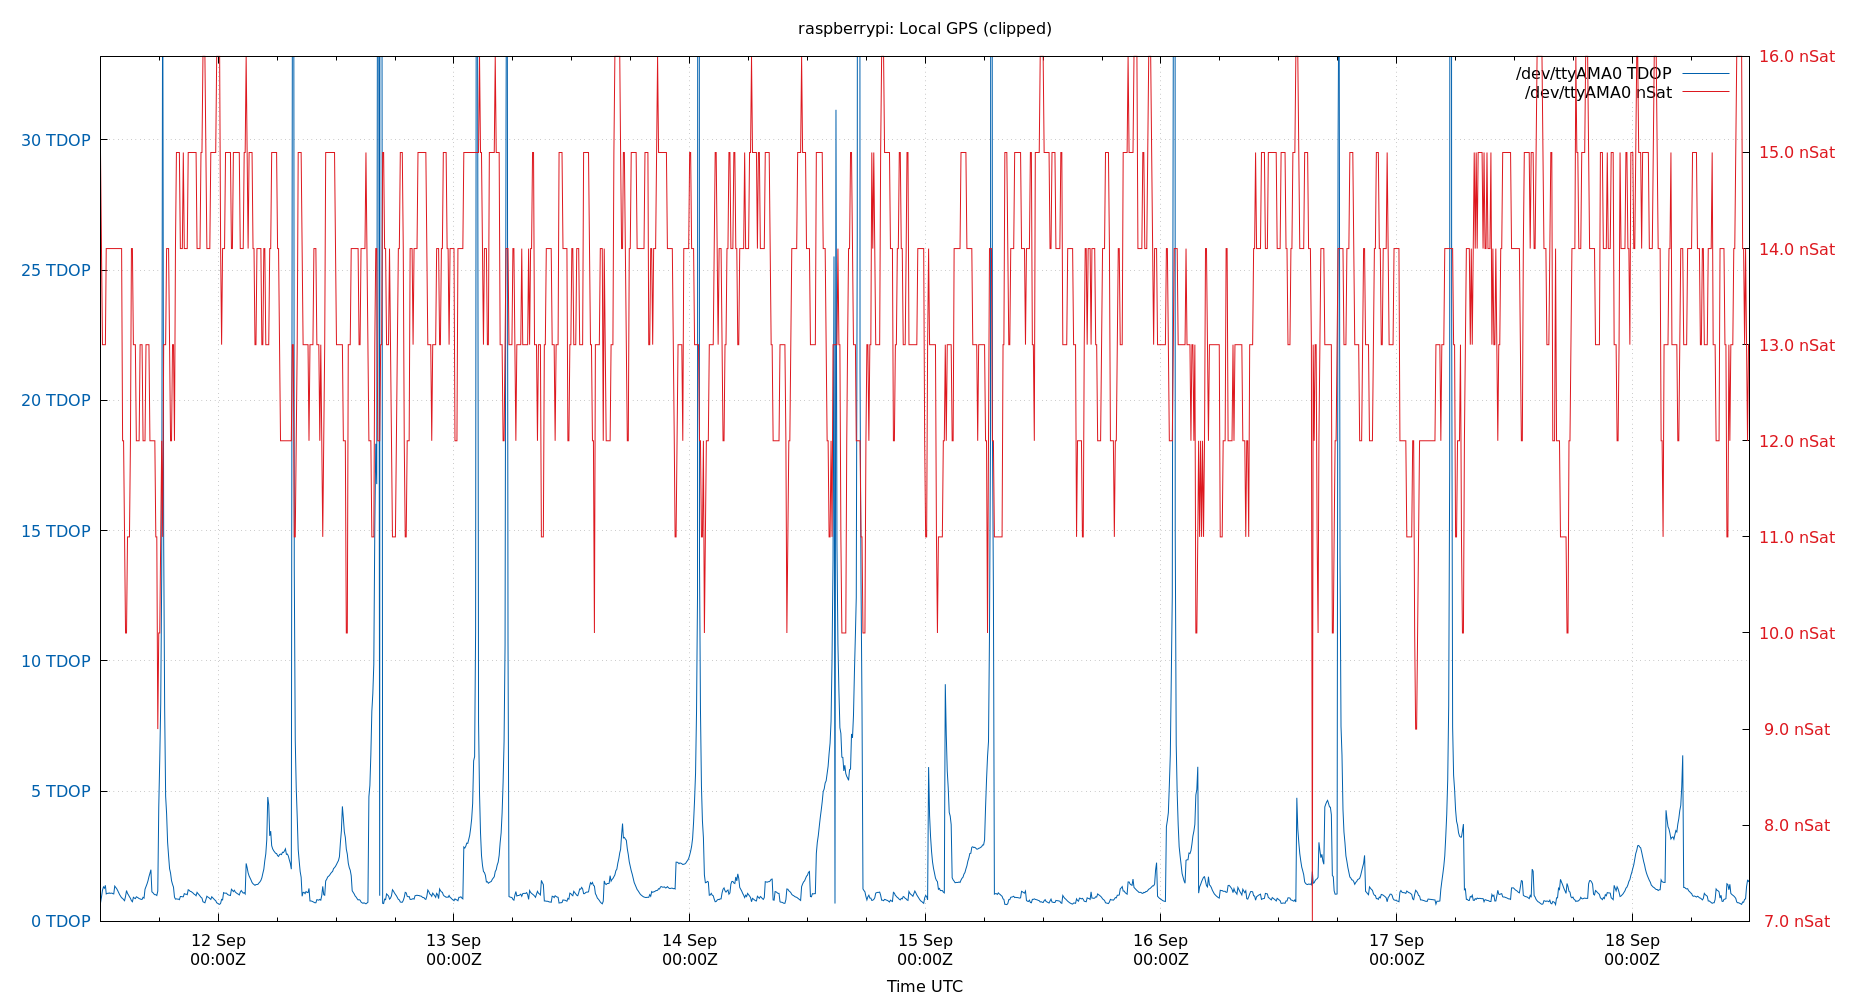 raspberrypi: Local GPS (clipped)
16.0 nSat
/dev/ttyAMA0 TDOP
/dev/ttyAMA0 nSat
30 TDOP
15.0 nSat
14.0 nSat
25 TDOP
13.0 nSat
20 TDOP
12.0 nSat
15 TDOP
11.0 nSat
10.0 nSat
10 TDOP
9.0 nSat
5 TDOP
8.0 nSat
0 TDOP
7.0 nSat
12 Sep 13 Sep 14 Sep 15 Sep 16 Sep 17 Sep 18 Sep
00:00Z 00:00Z 00:00Z 00:00Z 00:00Z 00:00Z 00:00Z
Time UTC